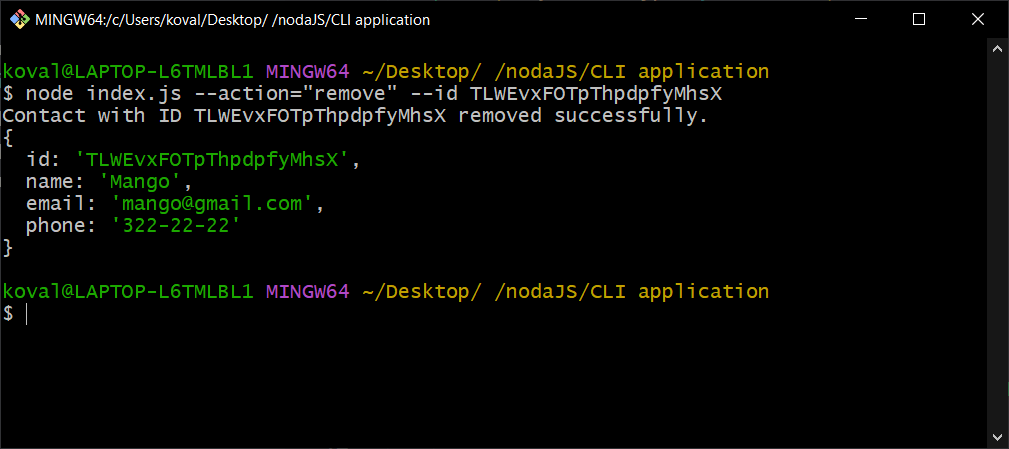 MINGW64:/c/Users/koval/Desktop/ /nodaJS/CLI application
koval@LAPTOP-L6TMLBL1 MINGW64 ~/Desktop/ /nodaJS/CLI application
$ node index.js --action="remove" --id TLWEvxFOTpThpdpfyMhsX
Contact with ID TLWEvxFOTpThpdpfyMhsX removed successfully.
{
  id: 'TLWEvxFOTpThpdpfyMhsX',
  name: 'Mango',
  email: 'mango@gmail.com',
  phone: '322-22-22'
}
koval@LAPTOP-L6TMLBL1 MINGW64 ~/Desktop/ /nodaJS/CLI application
$